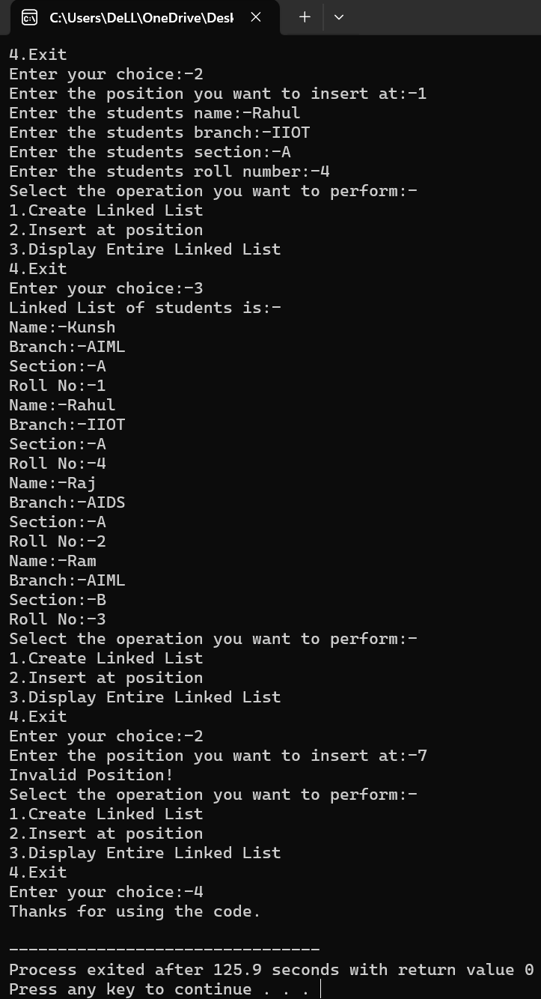 C:\Users\DeLL\OneDrive\Desk
4.Exit
Enter your choice:-2
Enter the position you want to insert at:-1
Enter the students name:-Rahul
Enter the students branch:-IIOT
Enter the students section:-A
Enter the students roll number:-4
Select the operation you want to perform:-
1.Create Linked List
2.Insert at position
3.Display Entire Linked List
4.Exit
Enter your choice:-3
Linked List of students is:-
Name:-Kunsh
Branch:-AIML
Section:-A
Roll No:-1
Name:-Rahul
Branch:-IIOT
Section:-A
Roll No:-4
Name:-Raj
Branch:-AIDS
Section:-A
Roll No:-2
Name:-Ram
Branch:-AIML
Section:-B
Roll No:-3
Select the operation you want to perform:-
1.Create Linked List
2.Insert at position
3.Display Entire Linked List
4.Exit
Enter your choice:-2
Enter the position you want to insert at:-7
Invalid Position!
Select the operation you want to perform:-
1.Create Linked List
2.Insert at position
3.Display Entire Linked List
4.Exit
Enter your choice:-4
Thanks for using the code.
--------------------------------
Process exited after 125.9 seconds with return value 0
Press any key to continue . . .